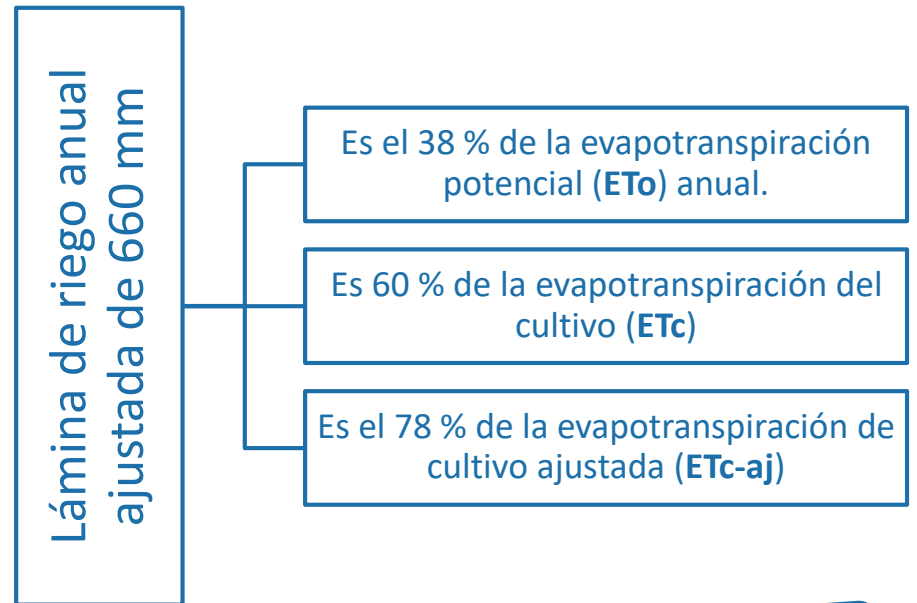 Lámina de riego anual
ajustada de 660 mm
Es el 38 % de la evapotranspiración
potencial (ETo) anual.
Es 60 % de la evapotranspiración del
cultivo (ETc)
Es el 78 % de la evapotranspiración de
cultivo ajustada (ETc-aj)